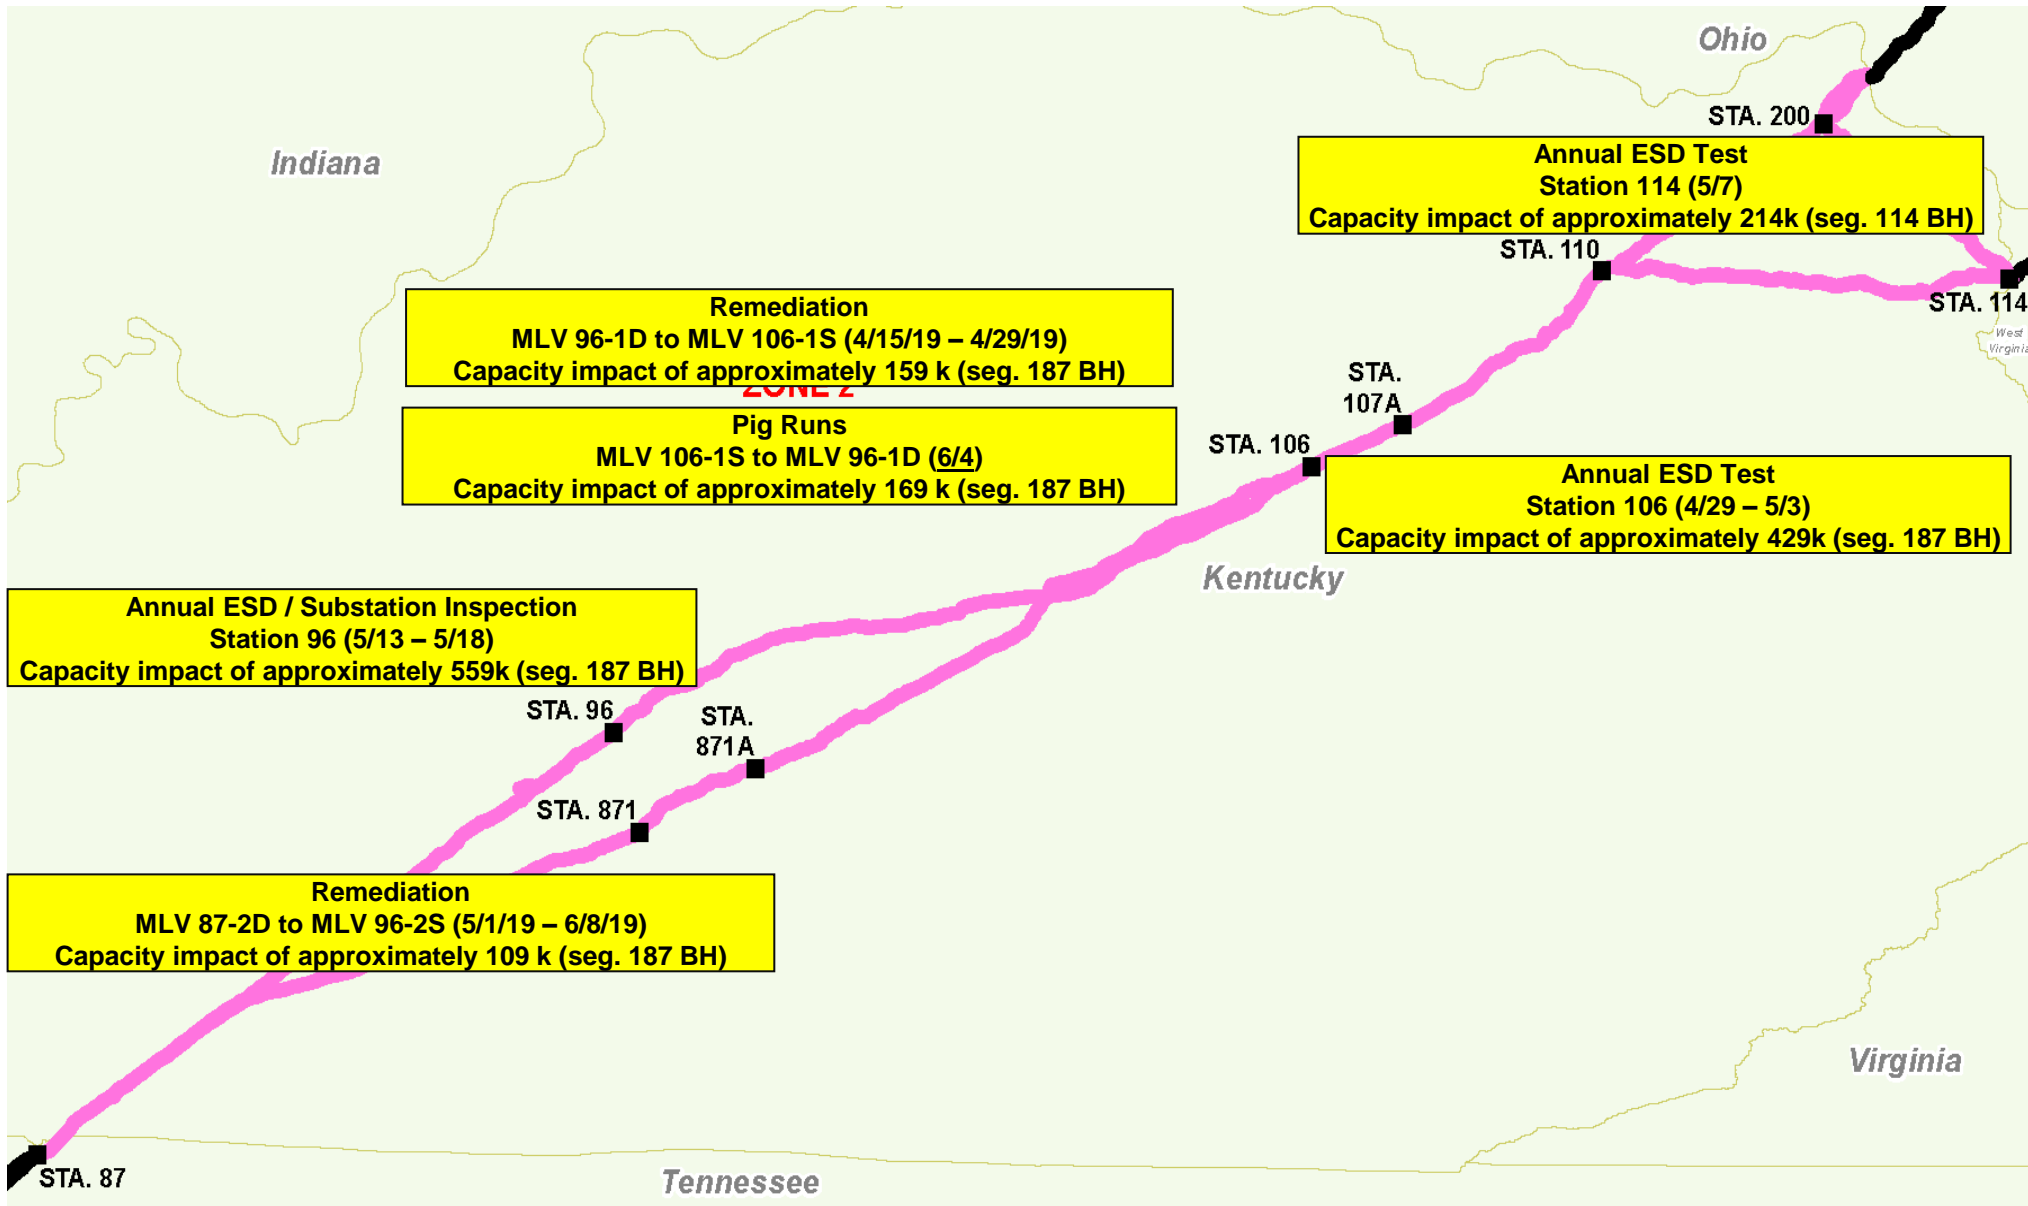 Ohio
STA. 200
Indiana
Annual ESD Test
Station 114 (5/7)
Capacity impact of approximately 214k (seg. 114 BH)
STA. 110
STA. 114
West
Virginia
Remediation
MLV 96-1D to MLV 106-1S (4/15/19 – 4/29/19)
Capacity impact of approximately 159 k (seg. 187 BH)
ZONE 2
STA.
107A
Pig Runs
MLV 106-1S to MLV 96-1D (6/4)
Capacity impact of approximately 169 k (seg. 187 BH)
STA. 106
Annual ESD Test
Station 106 (4/29 – 5/3)
Capacity impact of approximately 429k (seg. 187 BH)
Kentucky
Annual ESD / Substation Inspection
Station 96 (5/13 – 5/18)
Capacity impact of approximately 559k (seg. 187 BH)
STA. 96
STA.
871A
STA. 871
Remediation
MLV 87-2D to MLV 96-2S (5/1/19 – 6/8/19)
Capacity impact of approximately 109 k (seg. 187 BH)
Virginia
STA. 87
Tennessee